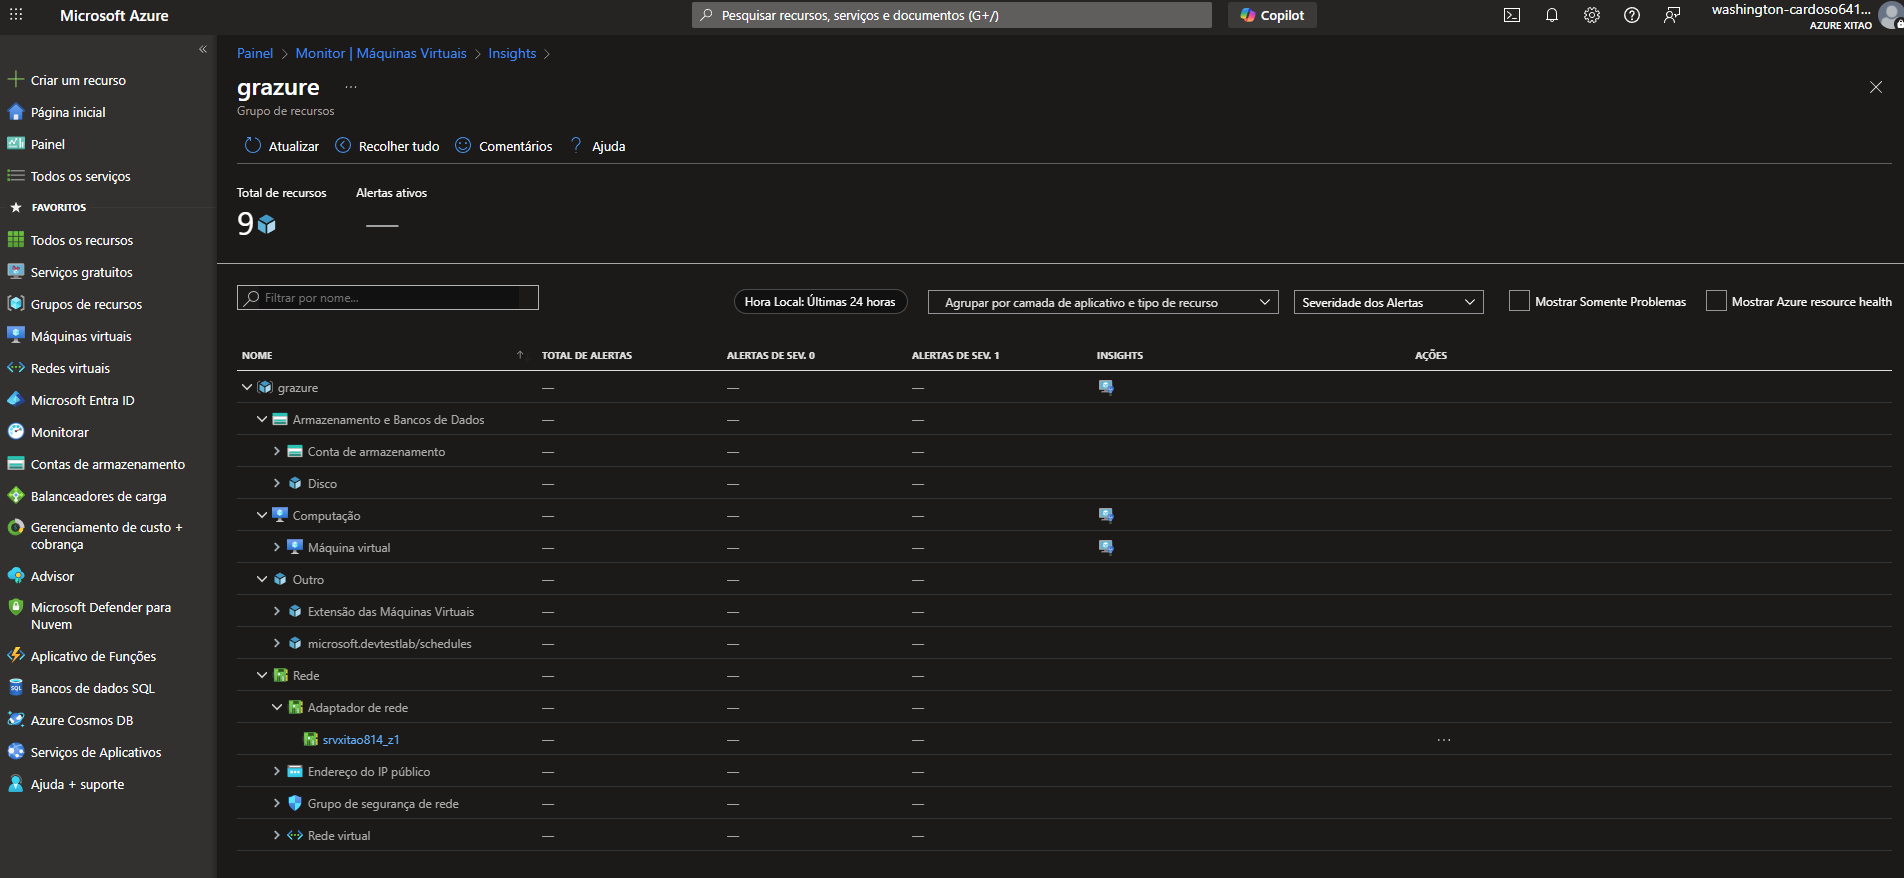 Microsoft Azure
Pesquisar recursos, serviços e documentos (G+/)
Copilot
washington-cardoso641...
AZURE XITAO
Criar um recurso
Página inicial
Painel
Todos os serviços
FAVORITOS
Todos os recursos
Serviços gratuitos
Grupos de recursos
Máquinas virtuais
Redes virtuais
Microsoft Entra ID
Monitorar
Contas de armazenamento
Balanceadores de carga
Gerenciamento de custo +
cobrança
Advisor
Microsoft Defender para
Nuvem
Aplicativo de Funções
Bancos de dados SQL
Azure Cosmos DB
Serviços de Aplicativos
Ajuda + suporte
Painel > Monitor | Máquinas Virtuais > Insights >
grazure ...
Grupo de recursos
Atualizar Recolher tudo Comentários Ajuda
Total de recursos Alertas ativos
9 —
Filtrar por nome...
Hora Local: Últimas 24 horas
Agrupar por camada de aplicativo e tipo de recurso
Severidade dos Alertas
Mostrar Somente Problemas
Mostrar Azure resource health
NOME TOTAL DE ALERTAS ALERTAS DE SEV. 0 ALERTAS DE SEV. 1 INSIGHTS AÇÕES
grazure — — —
Armazenamento e Bancos de Dados — — —
Conta de armazenamento — — —
Disco — — —
Computação — — —
Máquina virtual — — —
Outro — — —
Extensão das Máquinas Virtuais — — —
microsoft.devtestlab/schedules — — —
Rede — — —
Adaptador de rede — — —
srvxitao814_z1 — — — ...
Endereço do IP público — — —
Grupo de segurança de rede — — —
Rede virtual — — —